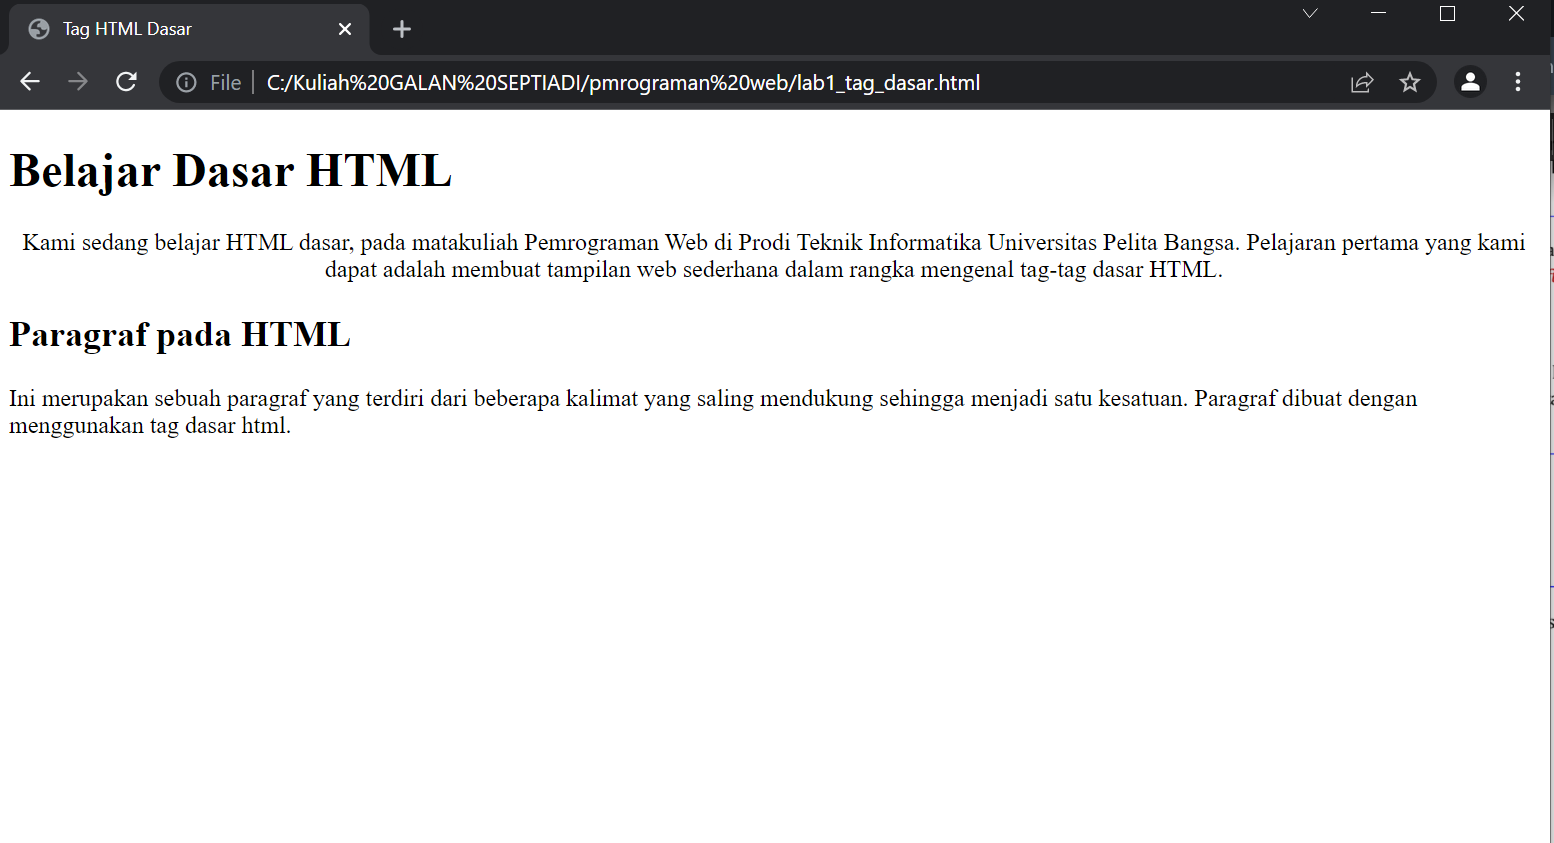 Tag HTML Dasar
File
C:/Kuliah%20GALAN%20SEPTIADI/pmrograman%20web/lab1_tag_dasar.html
Belajar Dasar HTML
Kami sedang belajar HTML dasar, pada matakuliah Pemrograman Web di Prodi Teknik Informatika Universitas Pelita Bangsa. Pelajaran pertama yang kami
dapat adalah membuat tampilan web sederhana dalam rangka mengenal tag-tag dasar HTML.
Paragraf pada HTML
Ini merupakan sebuah paragraf yang terdiri dari beberapa kalimat yang saling mendukung sehingga menjadi satu kesatuan. Paragraf dibuat dengan
menggunakan tag dasar html.